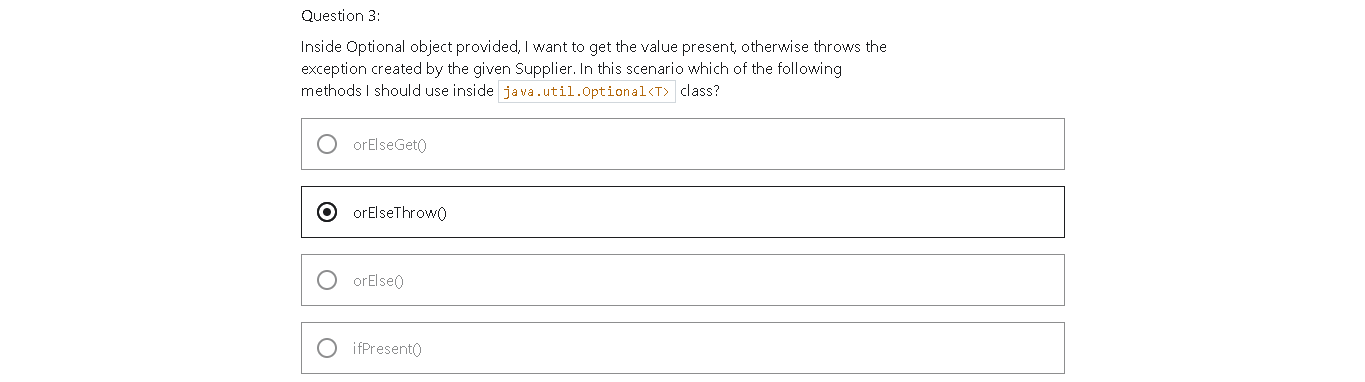 Question 3:
Inside Optional object provided, I want to get the value present, otherwise throws the
exception created by the given Supplier. In this scenario which of the following
methods I should use inside java.util.Optional<T> class?
orElseGet()
orElseThrow()
orElse()
ifPresent()